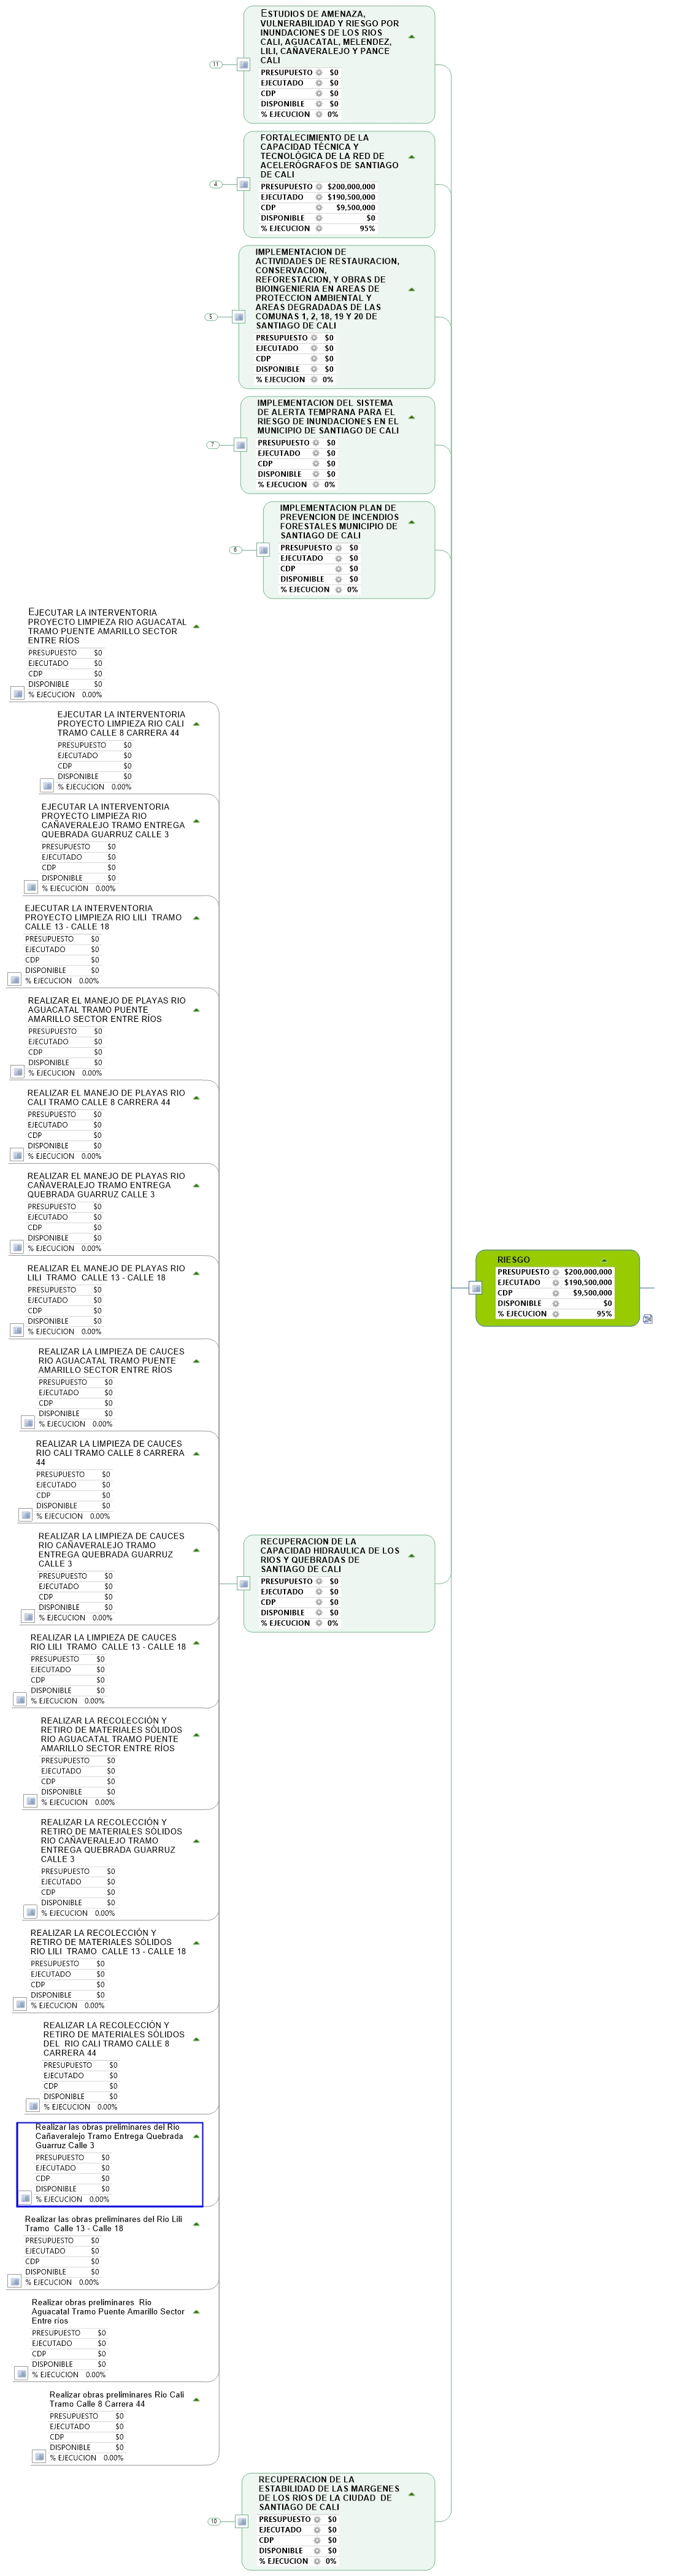 ESTUDIOS DE AMENAZA,
VULNERABILIDAD Y RIESGO POR
INUNDACIONES DE LOS RIOS
CALI, AGUACATAL, MELENDEZ,
LILI, CAÑAVERALEJO Y PANCE
CALI
11
PRESUPUESTO $0
EJECUTADO $0
CDP $0
DISPONIBLE $0
% EJECUCION 0%
FORTALECIMIENTO DE LA
CAPACIDAD TÉCNICA Y
TECNOLÓGICA DE LA RED DE
ACELERÓGRAFOS DE SANTIAGO
DE CALI
4
PRESUPUESTO $200,000,000
EJECUTADO $190,500,000
CDP $9,500,000
DISPONIBLE $0
% EJECUCION 95%
IMPLEMENTACION DE
ACTIVIDADES DE RESTAURACION,
CONSERVACION,
REFORESTACION, Y OBRAS DE
BIOINGENIERIA EN AREAS DE
PROTECCION AMBIENTAL Y
AREAS DEGRADADAS DE LAS
COMUNAS 1, 2, 18, 19 Y 20 DE
SANTIAGO DE CALI
5
PRESUPUESTO $0
EJECUTADO $0
CDP $0
DISPONIBLE $0
% EJECUCION 0%
IMPLEMENTACION DEL SISTEMA
DE ALERTA TEMPRANA PARA EL
RIESGO DE INUNDACIONES EN EL
MUNICIPIO DE SANTIAGO DE CALI
7
PRESUPUESTO $0
EJECUTADO $0
CDP $0
DISPONIBLE $0
% EJECUCION 0%
IMPLEMENTACION PLAN DE
PREVENCION DE INCENDIOS
FORESTALES MUNICIPIO DE
SANTIAGO DE CALI
6
PRESUPUESTO $0
EJECUTADO $0
CDP $0
DISPONIBLE $0
% EJECUCION 0%
EJECUTAR LA INTERVENTORIA
PROYECTO LIMPIEZA RIO AGUACATAL
TRAMO PUENTE AMARILLO SECTOR
ENTRE RÍOS
PRESUPUESTO $0
EJECUTADO $0
CDP $0
DISPONIBLE $0
% EJECUCION 0.00%
EJECUTAR LA INTERVENTORIA
PROYECTO LIMPIEZA RIO CALI
TRAMO CALLE 8 CARRERA 44
PRESUPUESTO $0
EJECUTADO $0
CDP $0
DISPONIBLE $0
% EJECUCION 0.00%
EJECUTAR LA INTERVENTORIA
PROYECTO LIMPIEZA RIO
CAÑAVERALEJO TRAMO ENTREGA
QUEBRADA GUARRUZ CALLE 3
PRESUPUESTO $0
EJECUTADO $0
CDP $0
DISPONIBLE $0
% EJECUCION 0.00%
EJECUTAR LA INTERVENTORIA
PROYECTO LIMPIEZA RIO LILI  TRAMO
CALLE 13 - CALLE 18
PRESUPUESTO $0
EJECUTADO $0
CDP $0
DISPONIBLE $0
% EJECUCION 0.00%
REALIZAR EL MANEJO DE PLAYAS RIO
AGUACATAL TRAMO PUENTE
AMARILLO SECTOR ENTRE RÍOS
PRESUPUESTO $0
EJECUTADO $0
CDP $0
DISPONIBLE $0
% EJECUCION 0.00%
REALIZAR EL MANEJO DE PLAYAS RIO
CALI TRAMO CALLE 8 CARRERA 44
PRESUPUESTO $0
EJECUTADO $0
CDP $0
DISPONIBLE $0
% EJECUCION 0.00%
REALIZAR EL MANEJO DE PLAYAS RIO
CAÑAVERALEJO TRAMO ENTREGA
QUEBRADA GUARRUZ CALLE 3
PRESUPUESTO $0
EJECUTADO $0
CDP $0
DISPONIBLE $0
% EJECUCION 0.00%
REALIZAR EL MANEJO DE PLAYAS RIO
LILI  TRAMO  CALLE 13 - CALLE 18
PRESUPUESTO $0
EJECUTADO $0
CDP $0
DISPONIBLE $0
% EJECUCION 0.00%
RIESGO
PRESUPUESTO $200,000,000
EJECUTADO $190,500,000
CDP $9,500,000
DISPONIBLE $0
% EJECUCION 95%
REALIZAR LA LIMPIEZA DE CAUCES
RIO AGUACATAL TRAMO PUENTE
AMARILLO SECTOR ENTRE RÍOS
PRESUPUESTO $0
EJECUTADO $0
CDP $0
DISPONIBLE $0
% EJECUCION 0.00%
REALIZAR LA LIMPIEZA DE CAUCES
RIO CALI TRAMO CALLE 8 CARRERA
44
PRESUPUESTO $0
EJECUTADO $0
CDP $0
DISPONIBLE $0
% EJECUCION 0.00%
REALIZAR LA LIMPIEZA DE CAUCES
RIO CAÑAVERALEJO TRAMO
ENTREGA QUEBRADA GUARRUZ
CALLE 3
PRESUPUESTO $0
EJECUTADO $0
CDP $0
DISPONIBLE $0
% EJECUCION 0.00%
RECUPERACION DE LA
CAPACIDAD HIDRAULICA DE LOS
RIOS Y QUEBRADAS DE
SANTIAGO DE CALI
PRESUPUESTO $0
EJECUTADO $0
CDP $0
DISPONIBLE $0
% EJECUCION 0%
REALIZAR LA LIMPIEZA DE CAUCES
RIO LILI  TRAMO  CALLE 13 - CALLE 18
PRESUPUESTO $0
EJECUTADO $0
CDP $0
DISPONIBLE $0
% EJECUCION 0.00%
REALIZAR LA RECOLECCIÓN Y
RETIRO DE MATERIALES SÓLIDOS
RIO AGUACATAL TRAMO PUENTE
AMARILLO SECTOR ENTRE RÍOS
PRESUPUESTO $0
EJECUTADO $0
CDP $0
DISPONIBLE $0
% EJECUCION 0.00%
REALIZAR LA RECOLECCIÓN Y
RETIRO DE MATERIALES SÓLIDOS
RIO CAÑAVERALEJO TRAMO
ENTREGA QUEBRADA GUARRUZ
CALLE 3
PRESUPUESTO $0
EJECUTADO $0
CDP $0
DISPONIBLE $0
% EJECUCION 0.00%
REALIZAR LA RECOLECCIÓN Y
RETIRO DE MATERIALES SÓLIDOS
RIO LILI  TRAMO  CALLE 13 - CALLE 18
PRESUPUESTO $0
EJECUTADO $0
CDP $0
DISPONIBLE $0
% EJECUCION 0.00%
REALIZAR LA RECOLECCIÓN Y
RETIRO DE MATERIALES SÓLIDOS
DEL  RIO CALI TRAMO CALLE 8
CARRERA 44
PRESUPUESTO $0
EJECUTADO $0
CDP $0
DISPONIBLE $0
% EJECUCION 0.00%
Realizar las obras preliminares del Rio
Cañaveralejo Tramo Entrega Quebrada
Guarruz Calle 3
PRESUPUESTO $0
EJECUTADO $0
CDP $0
DISPONIBLE $0
% EJECUCION 0.00%
Realizar las obras preliminares del Rio Lili
Tramo  Calle 13 - Calle 18
PRESUPUESTO $0
EJECUTADO $0
CDP $0
DISPONIBLE $0
% EJECUCION 0.00%
Realizar obras preliminares  Rio
Aguacatal Tramo Puente Amarillo Sector
Entre ríos
PRESUPUESTO $0
EJECUTADO $0
CDP $0
DISPONIBLE $0
% EJECUCION 0.00%
Realizar obras preliminares Rio Cali
Tramo Calle 8 Carrera 44
PRESUPUESTO $0
EJECUTADO $0
CDP $0
DISPONIBLE $0
% EJECUCION 0.00%
RECUPERACION DE LA
ESTABILIDAD DE LAS MARGENES
DE LOS RIOS DE LA CIUDAD  DE
SANTIAGO DE CALI
10
PRESUPUESTO $0
EJECUTADO $0
CDP $0
DISPONIBLE $0
% EJECUCION 0%